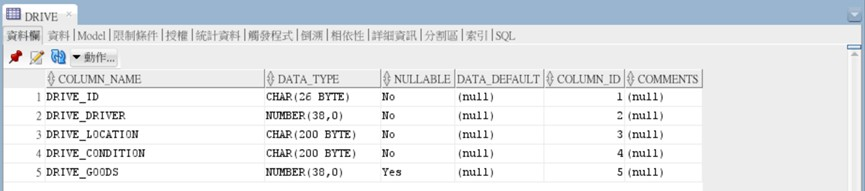 DRIVE
資料欄 資料 Model 限制條件 授權 統計資料 觸發程式 倒溯 相依性 詳細資訊 分割區 索引 SQL
動作...
COLUMN_NAME DATA_TYPE NULLABLE DATA_DEFAULT COLUMN_ID COMMENTS
1 DRIVE_ID CHAR(26 BYTE) No (null) 1 (null)
2 DRIVE_DRIVER NUMBER(38,0) No (null) 2 (null)
3 DRIVE_LOCATION CHAR(200 BYTE) No (null) 3 (null)
4 DRIVE_CONDITION CHAR(200 BYTE) No (null) 4 (null)
5 DRIVE_GOODS NUMBER(38,0) Yes (null) 5 (null)